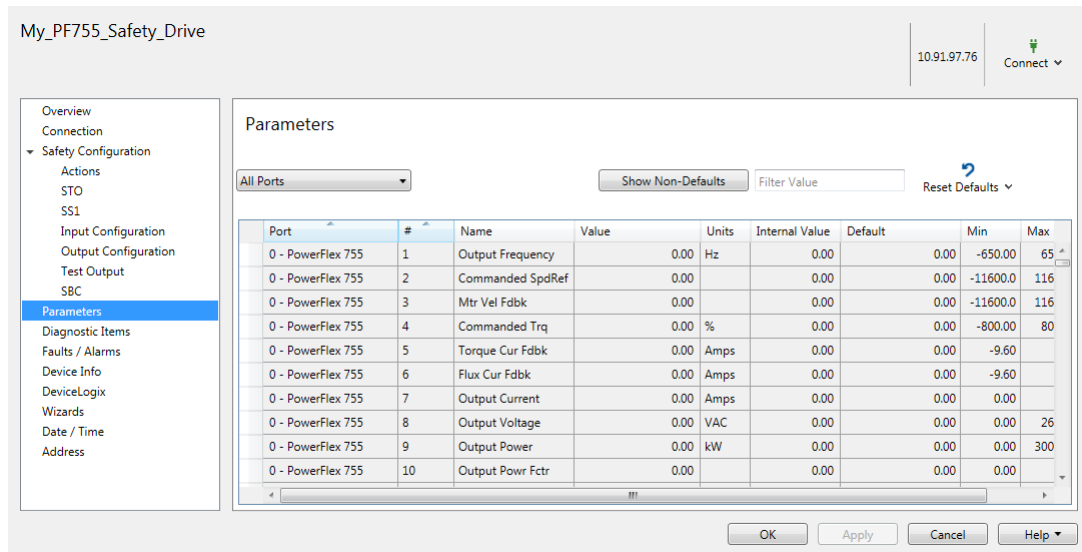 My_PF755_Safety_Drive
10.91.97.76
Connect
Overview
Connection
Safety Configuration
Actions
STO
SS1
Input Configuration
Output Configuration
Test Output
SBC
Parameters
Diagnostic Items
Faults / Alarms
Device Info
DeviceLogix
Wizards
Date / Time
Address
Parameters
All Ports
Show Non-Defaults
Filter Value
Reset Defaults
Port # Name Value Units Internal Value Default Min Max
0 - PowerFlex 755 1 Output Frequency 0.00 Hz 0.00 0.00 -650.00 65
0 - PowerFlex 755 2 Commanded SpdRef 0.00 0.00 0.00 -11600.0 116
0 - PowerFlex 755 3 Mtr Vel Fdbk 0.00 0.00 0.00 -11600.0 116
0 - PowerFlex 755 4 Commanded Trq 0.00 % 0.00 0.00 -800.00 80
0 - PowerFlex 755 5 Torque Cur Fdbk 0.00 Amps 0.00 0.00 -9.60
0 - PowerFlex 755 6 Flux Cur Fdbk 0.00 Amps 0.00 0.00 -9.60
0 - PowerFlex 755 7 Output Current 0.00 Amps 0.00 0.00 0.00
0 - PowerFlex 755 8 Output Voltage 0.00 VAC 0.00 0.00 0.00 26
0 - PowerFlex 755 9 Output Power 0.00 kW 0.00 0.00 0.00 300
0 - PowerFlex 755 10 Output Powr Fctr 0.00 0.00 0.00 0.00
OK
Apply
Cancel
Help